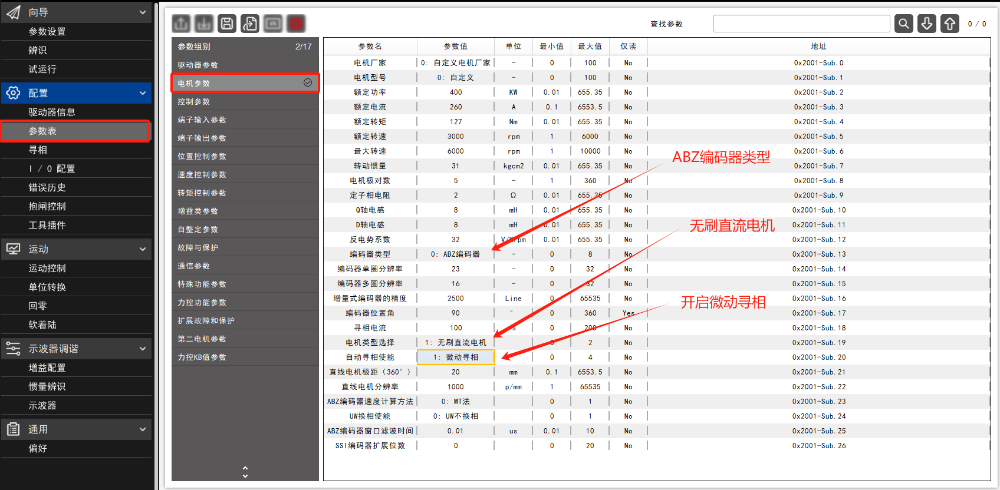 向导
参数设置
辨识
试运行
配置
驱动器信息
参数表
寻相
I / O 配置
错误历史
抱闸控制
工具插件
运动
运动控制
单位转换
回零
软着陆
示波器调谐
增益配置
惯量辨识
示波器
通用
偏好
查找参数
0 / 0
参数组别 2/17
驱动器参数
电机参数
控制参数
端子输入参数
端子输出参数
位置控制参数
速度控制参数
转矩控制参数
增益类参数
自整定参数
故障与保护
通信参数
特殊功能参数
力控功能参数
扩展故障和保护
第二电机参数
力控KB值参数
参数名 参数值 单位 最小值 最大值 仅读 地址
电机厂家 0: 自定义电机厂家 - 0 100 No 0x2001-Sub.0
电机型号 0: 自定义 - 0 100 No 0x2001-Sub.1
额定功率 400 KW 0.01 655.35 No 0x2001-Sub.2
额定电流 260 A 0.1 6553.5 No 0x2001-Sub.3
额定转矩 127 Nm 0.01 655.35 No 0x2001-Sub.4
额定转速 3000 rpm 1 6000 No 0x2001-Sub.5
最大转速 6000 rpm 1 10000 No 0x2001-Sub.6
转动惯量 31 kgcm2 0.01 655.35 No 0x2001-Sub.7
电机极对数 5 - 1 360 No 0x2001-Sub.8
定子相电阻 2 Ω 0.01 655.35 No 0x2001-Sub.9
Q轴电感 8 mH 0.01 655.35 No 0x2001-Sub.10
D轴电感 8 mH 0.01 655.35 No 0x2001-Sub.11
反电势系数 32 V/Krpm 0.01 655.35 No 0x2001-Sub.12
编码器类型 0: ABZ编码器 - 0 8 No 0x2001-Sub.13
编码器单圈分辨率 23 - 0 32 No 0x2001-Sub.14
编码器多圈分辨率 16 - 0 32 No 0x2001-Sub.15
增量式编码器的精度 2500 Line 0 65535 No 0x2001-Sub.16
编码器位置角 90 ° 0 360 Yes 0x2001-Sub.17
寻相电流 100 % 0 200 No 0x2001-Sub.18
电机类型选择 1: 无刷直流电机 0 2 No 0x2001-Sub.19
自动寻相使能 1: 微动寻相 0 4 No 0x2001-Sub.20
直线电机极距（360°） 20 mm 0.1 6553.5 No 0x2001-Sub.21
直线电机分辨率 1000 p/mm 1 65535 No 0x2001-Sub.22
ABZ编码器速度计算方法 0: MT法 0 1 No 0x2001-Sub.23
UVW换相使能 0: UVW不换相 0 1 No 0x2001-Sub.24
ABZ编码器窗口滤波时间 0.01 us 0.01 10 No 0x2001-Sub.25
SSI编码器扩展位数 0 0 20 No 0x2001-Sub.26
ABZ编码器类型
无刷直流电机
开启微动寻相